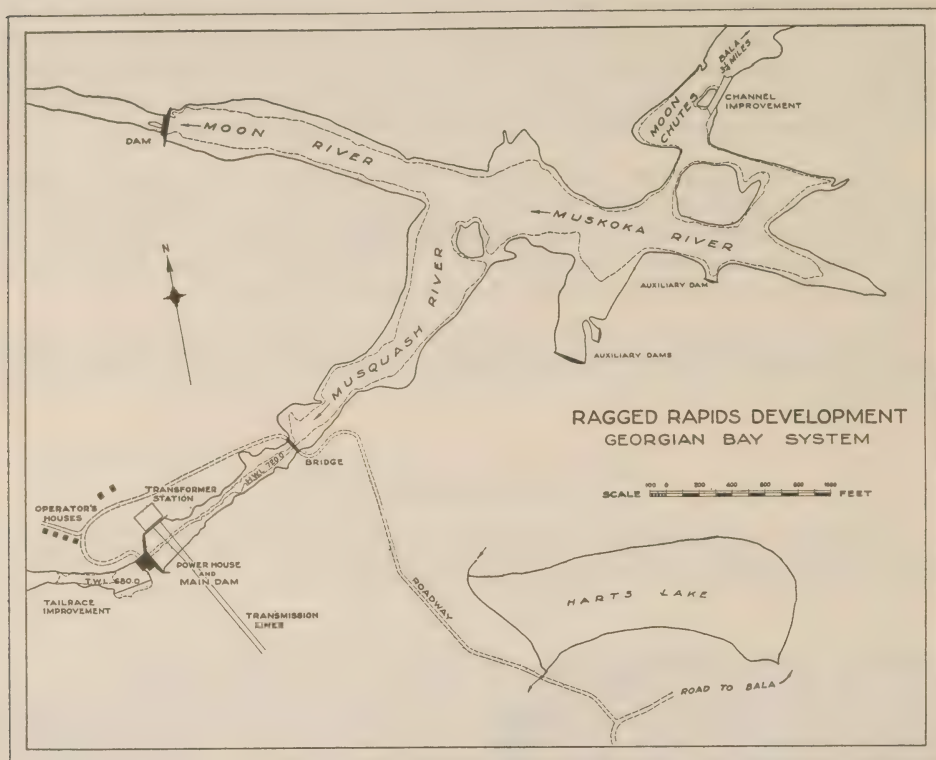 BALA
3½ MILES
MOON
CHUTES
CHANNEL
IMPROVEMENT
MOON
RIVER
DAM
MUSKOKA RIVER
N
AUXILIARY DAM
AUXILIARY DAMS
MUSQUASH RIVER
RAGGED RAPIDS DEVELOPMENT
GEORGIAN BAY SYSTEM
SCALE 100 0 200 400 600 800 1000 FEET
BRIDGE
H.W.L. 720.0
TRANSFORMER
STATION
OPERATOR'S
HOUSES
POWER HOUSE
AND
MAIN DAM
T.W.L. 680.0
TAILRACE
IMPROVEMENT
TRANSMISSION
LINES
ROADWAY
HARTS LAKE
ROAD TO BALA